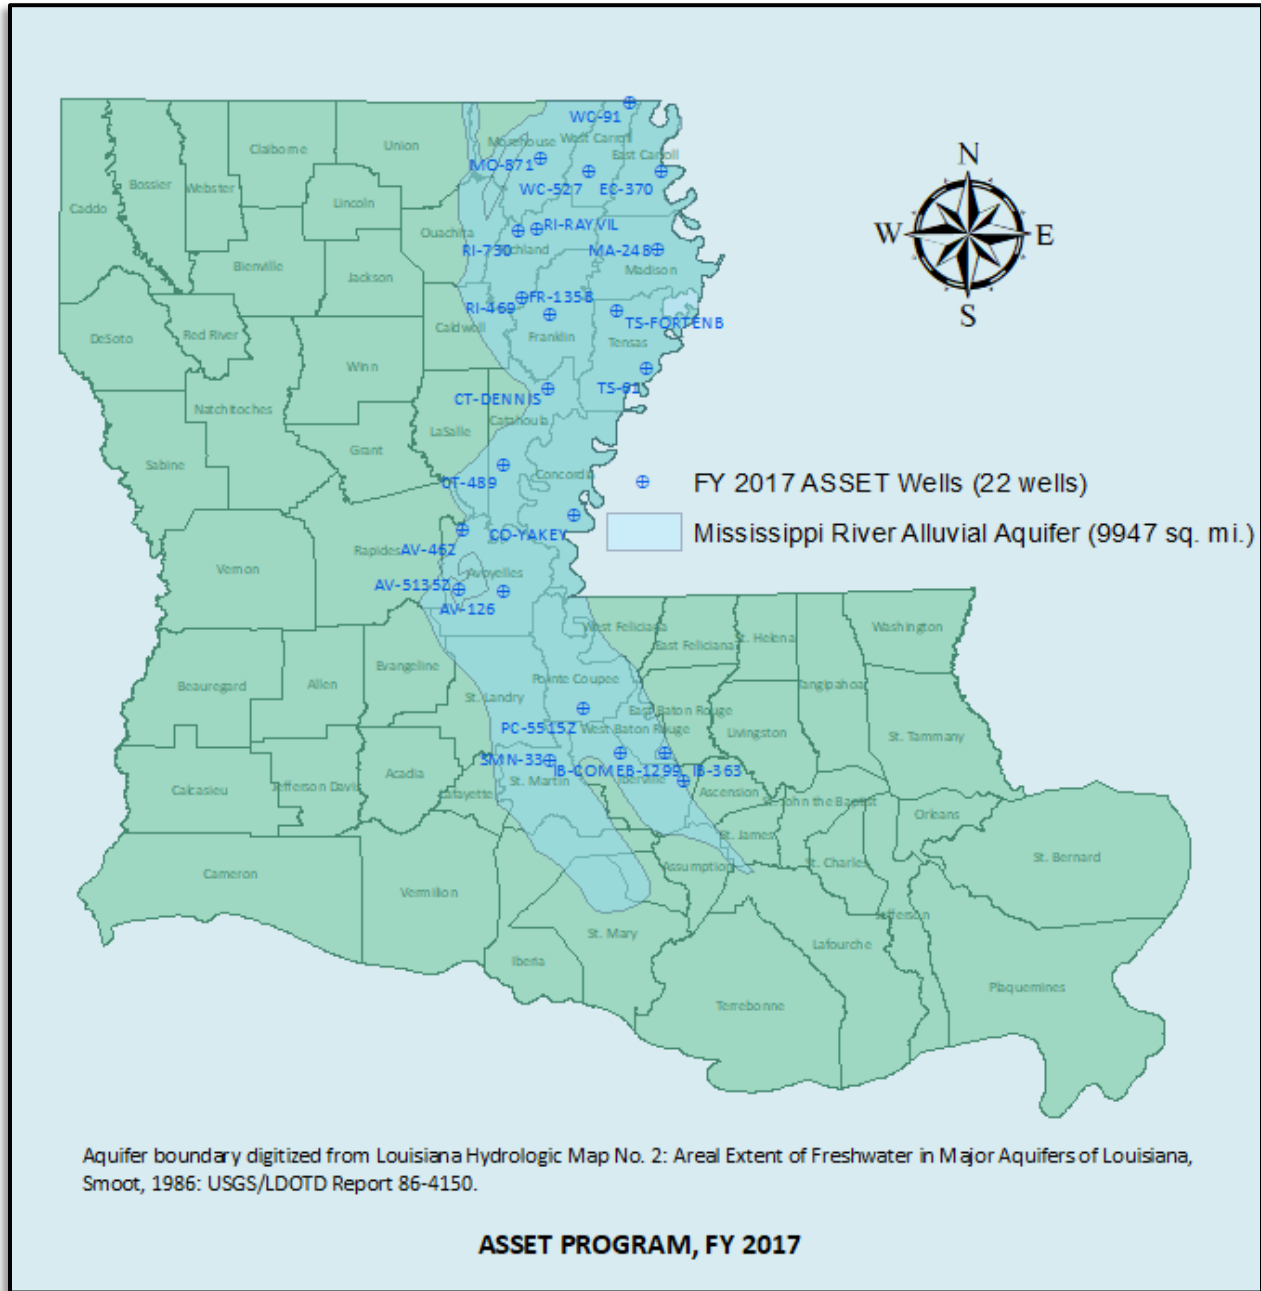 WC-91
Morehouse
West Carroll
East Carroll
Claiborne
Union
MO-871
WC-527
EC-370
Bossier
Webster
Lincoln
Caddo
Ouachita
RI-RAYVIL
RI-730
MA-248
Madison
Bienville
Jackson
N
W
E
S
RI-469
FR-1358
TS-FORTENB
Caldwell
Franklin
Tensas
DeSoto
Red River
Winn
TS-61
CT-DENNIS
Natchitoches
LaSalle
Catahoula
Grant
Sabine
CT-489
Concordia
FY 2017 ASSET Wells (22 wells)
Mississippi River Alluvial Aquifer (9947 sq. mi.)
CO-YAKEY
AV-462
Rapides
Vernon
Avoyelles
AV-5135Z
AV-126
West Feliciana
East Feliciana
St. Helena
Washington
Evangeline
Beauregard
Allen
St. Landry
Pointe Coupee
Tangipahoa
East Baton Rouge
PC-5515Z
West Baton Rouge
Livingston
St. Tammany
SMN-33
IB-COM
EB-1299
IB-363
Acadia
Calcasieu
Jefferson Davis
Lafayette
St. Martin
Iberville
Ascension
St. John the Baptist
Orleans
St. James
St. Charles
St. Bernard
Assumption
Cameron
Vermilion
Jefferson
St. Mary
Lafourche
Iberia
Plaquemines
Terrebonne
Aquifer boundary digitized from Louisiana Hydrologic Map No. 2: Areal Extent of Freshwater in Major Aquifers of Louisiana,
Smoot, 1986: USGS/LDOTD Report 86-4150.
ASSET PROGRAM, FY 2017